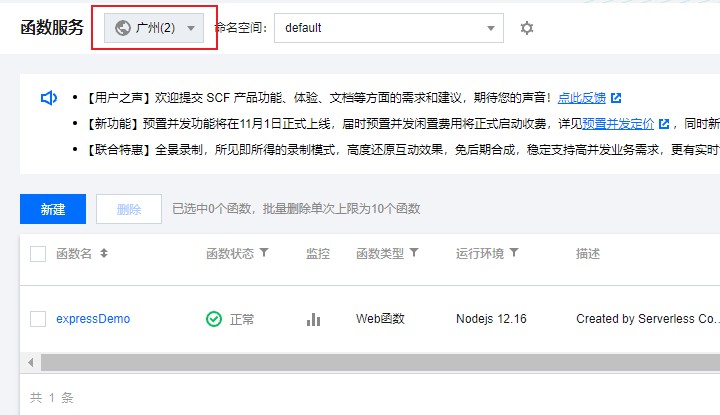 函数服务 广州(2) 命名空间： default
【用户之声】欢迎提交 SCF 产品功能、体验、文档等方面的需求和建议，期待您的声音！点此反馈
【新功能】预置并发功能将在11月1日正式上线，届时预置并发闲置费用将正式启动收费，详见预置并发定价 ，同时新
【联合特惠】全景录制，所见即所得的录制模式，高度还原互动效果，免后期合成，稳定支持高并发业务需求，更有实时
新建 删除 已选中0个函数，批量删除单次上限为10个函数
函数名 函数状态 监控 函数类型 运行环境 描述
expressDemo 正常 Web函数 Nodejs 12.16 Created by Serverless Co...
共 1 条